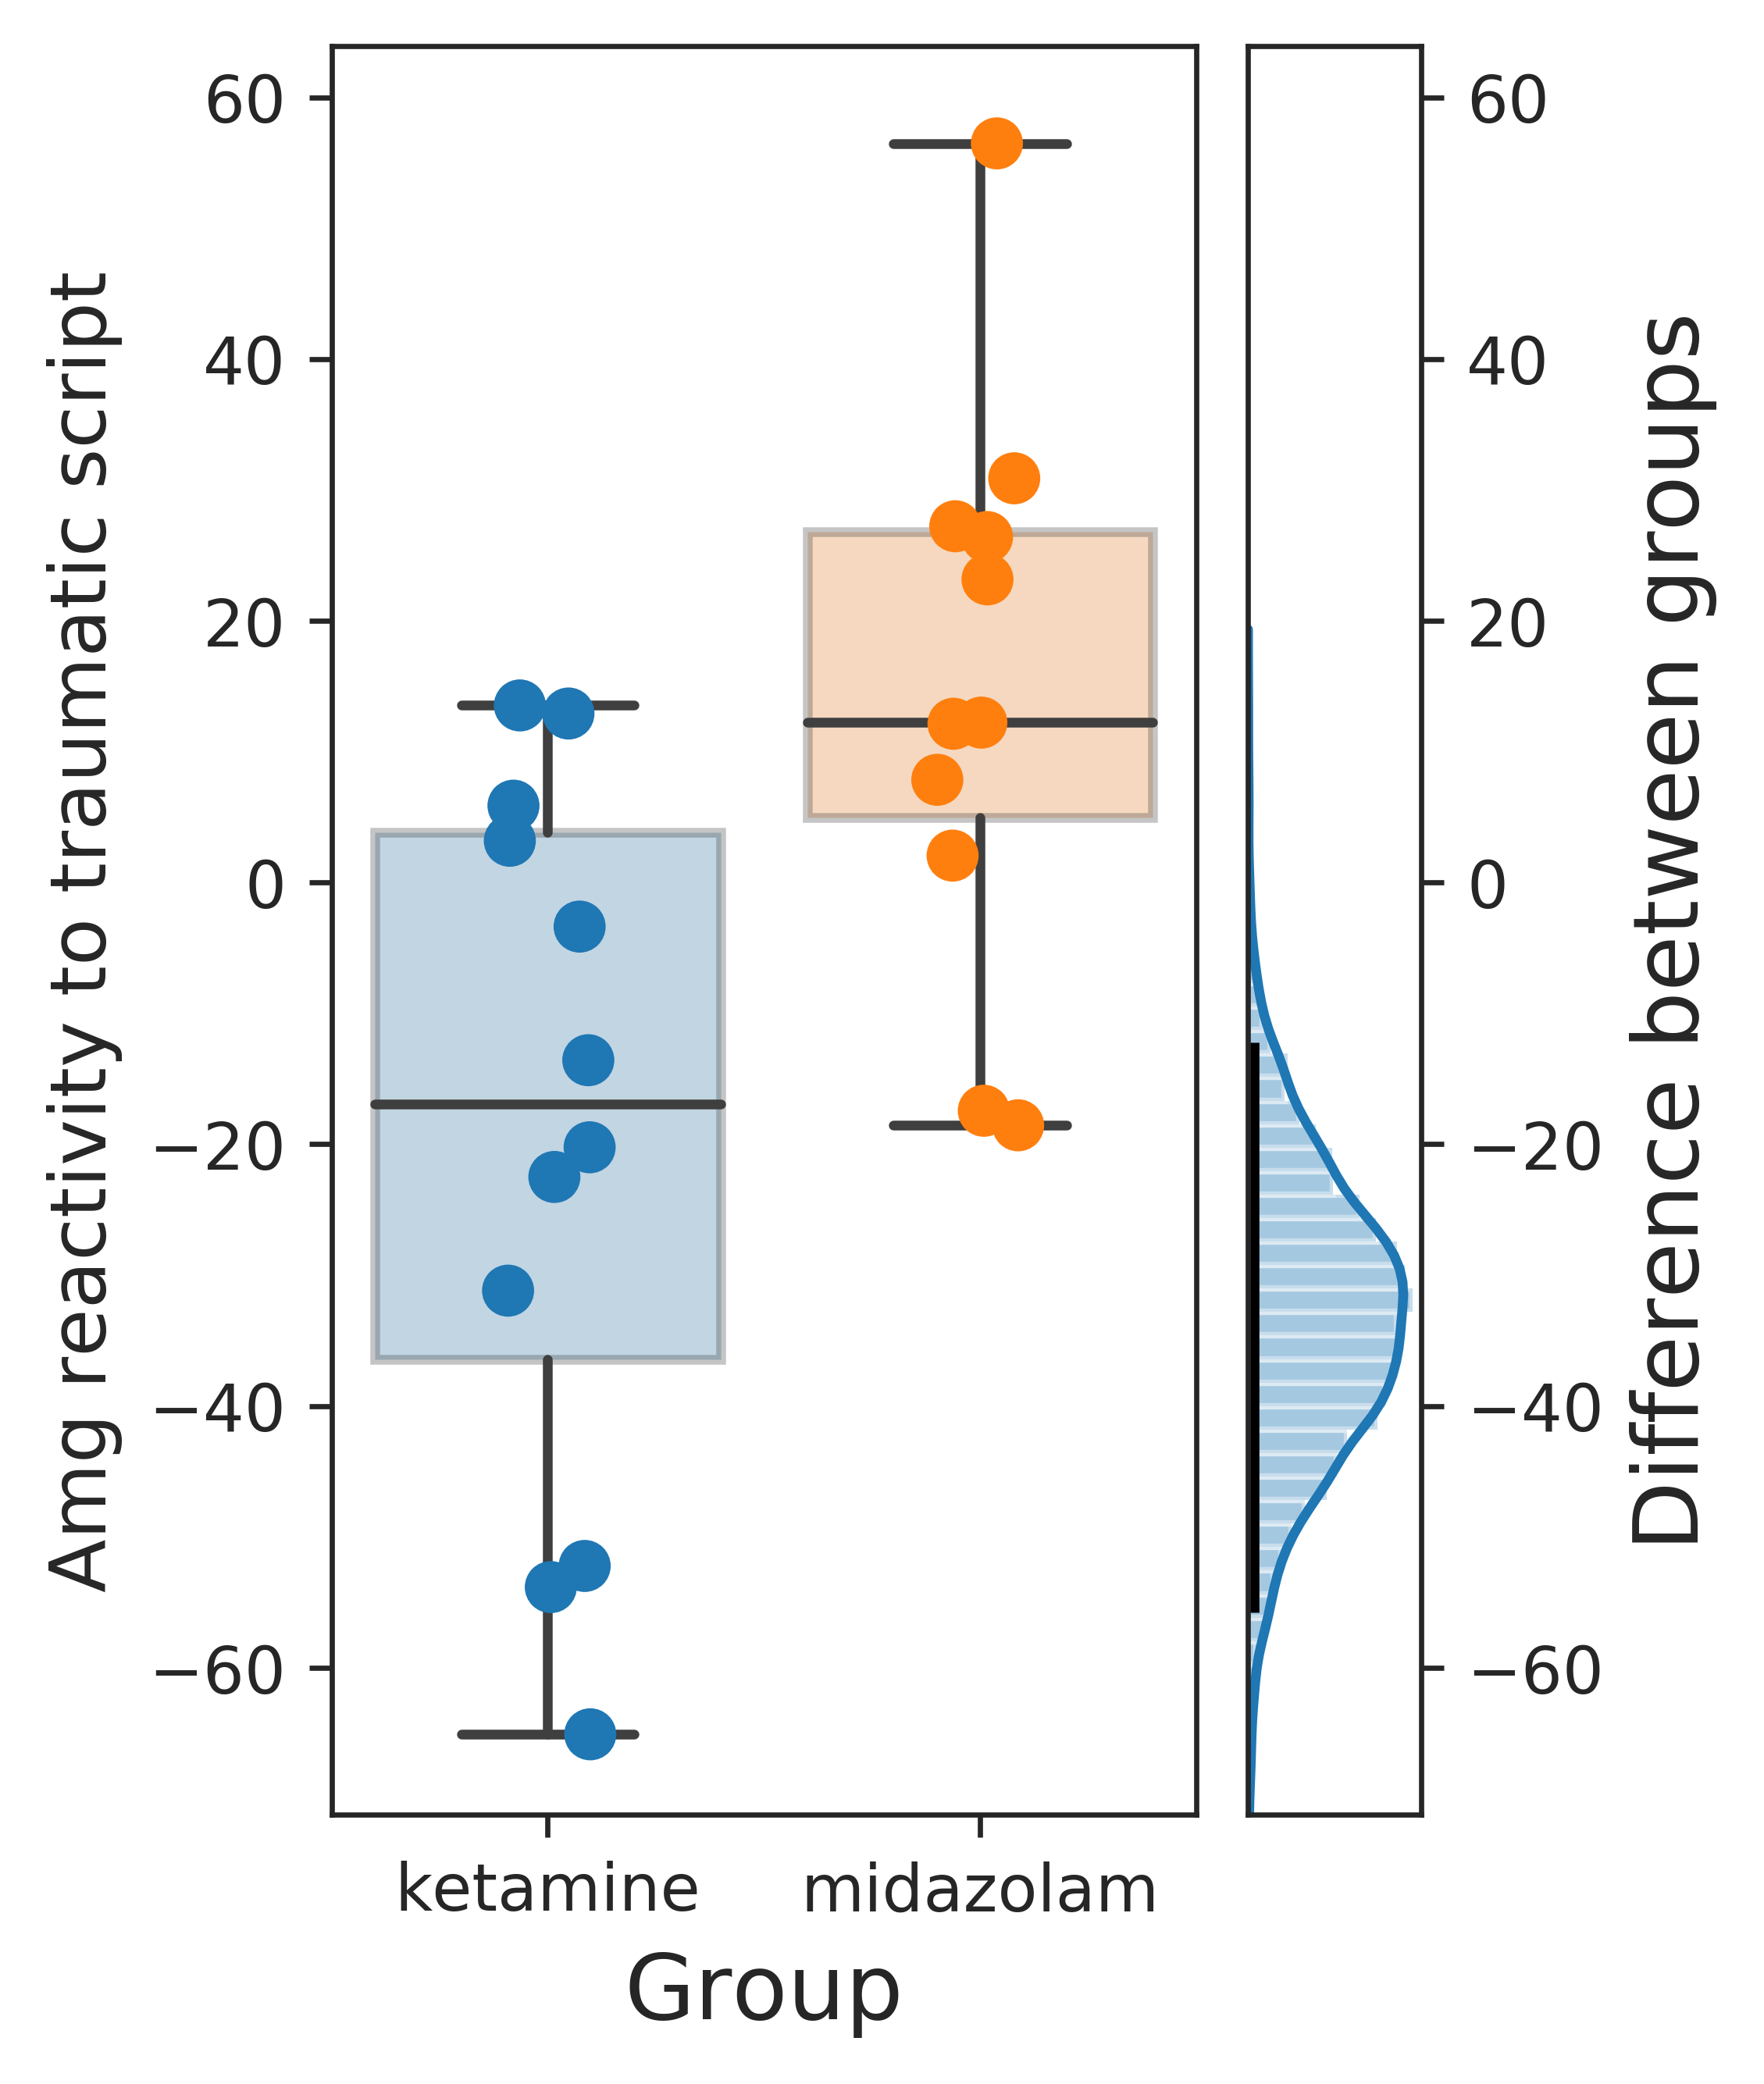 Amg reactivity to traumatic script
60
40
20
0
−20
−40
−60
ketamine
midazolam
Group
60
40
20
0
−20
−40
−60
Difference between groups